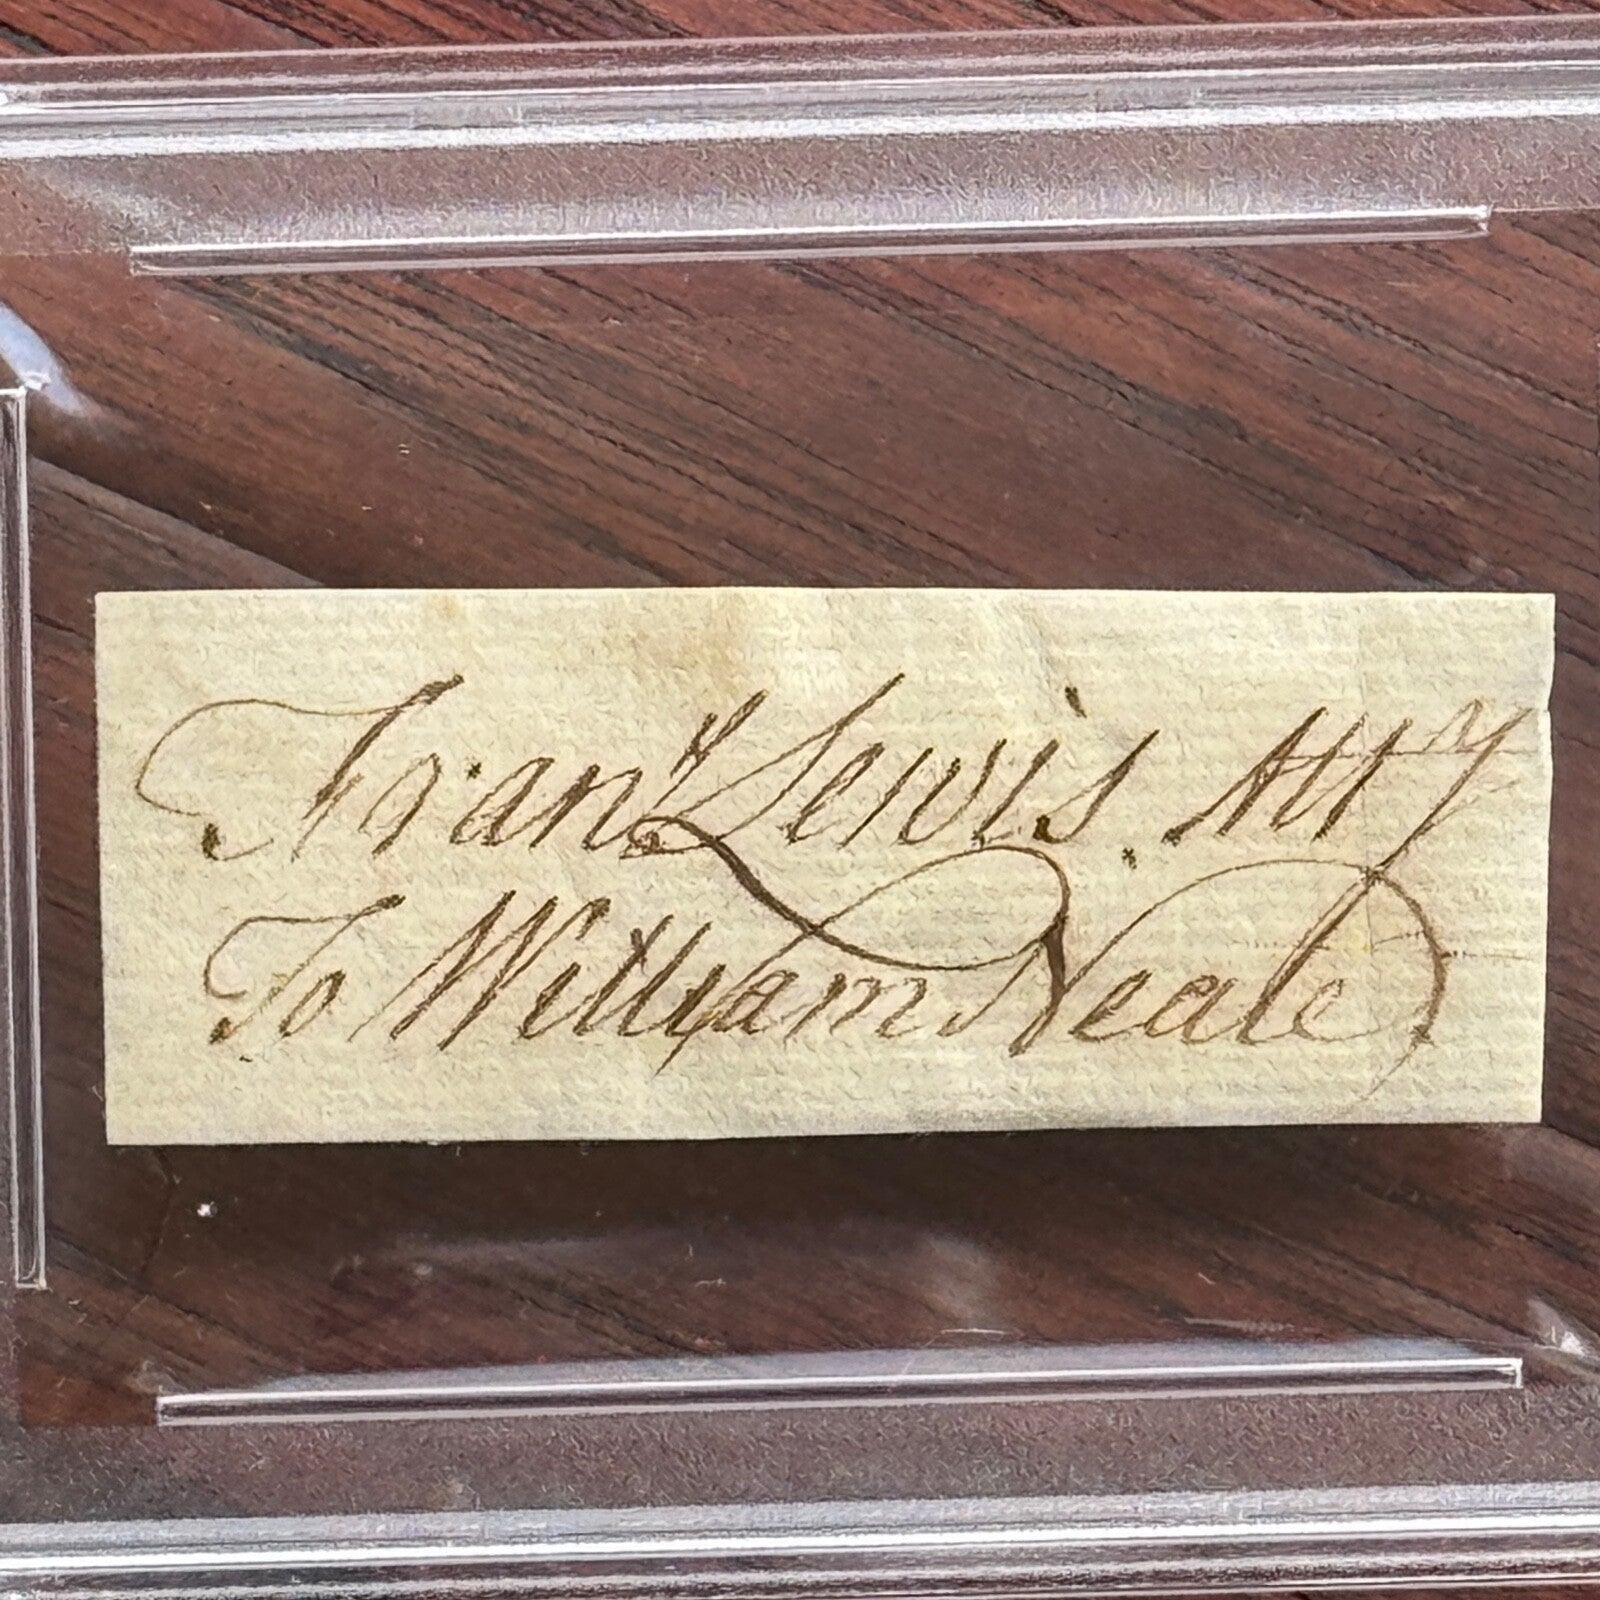 Fran.s Lewis. Atty
To William Neale